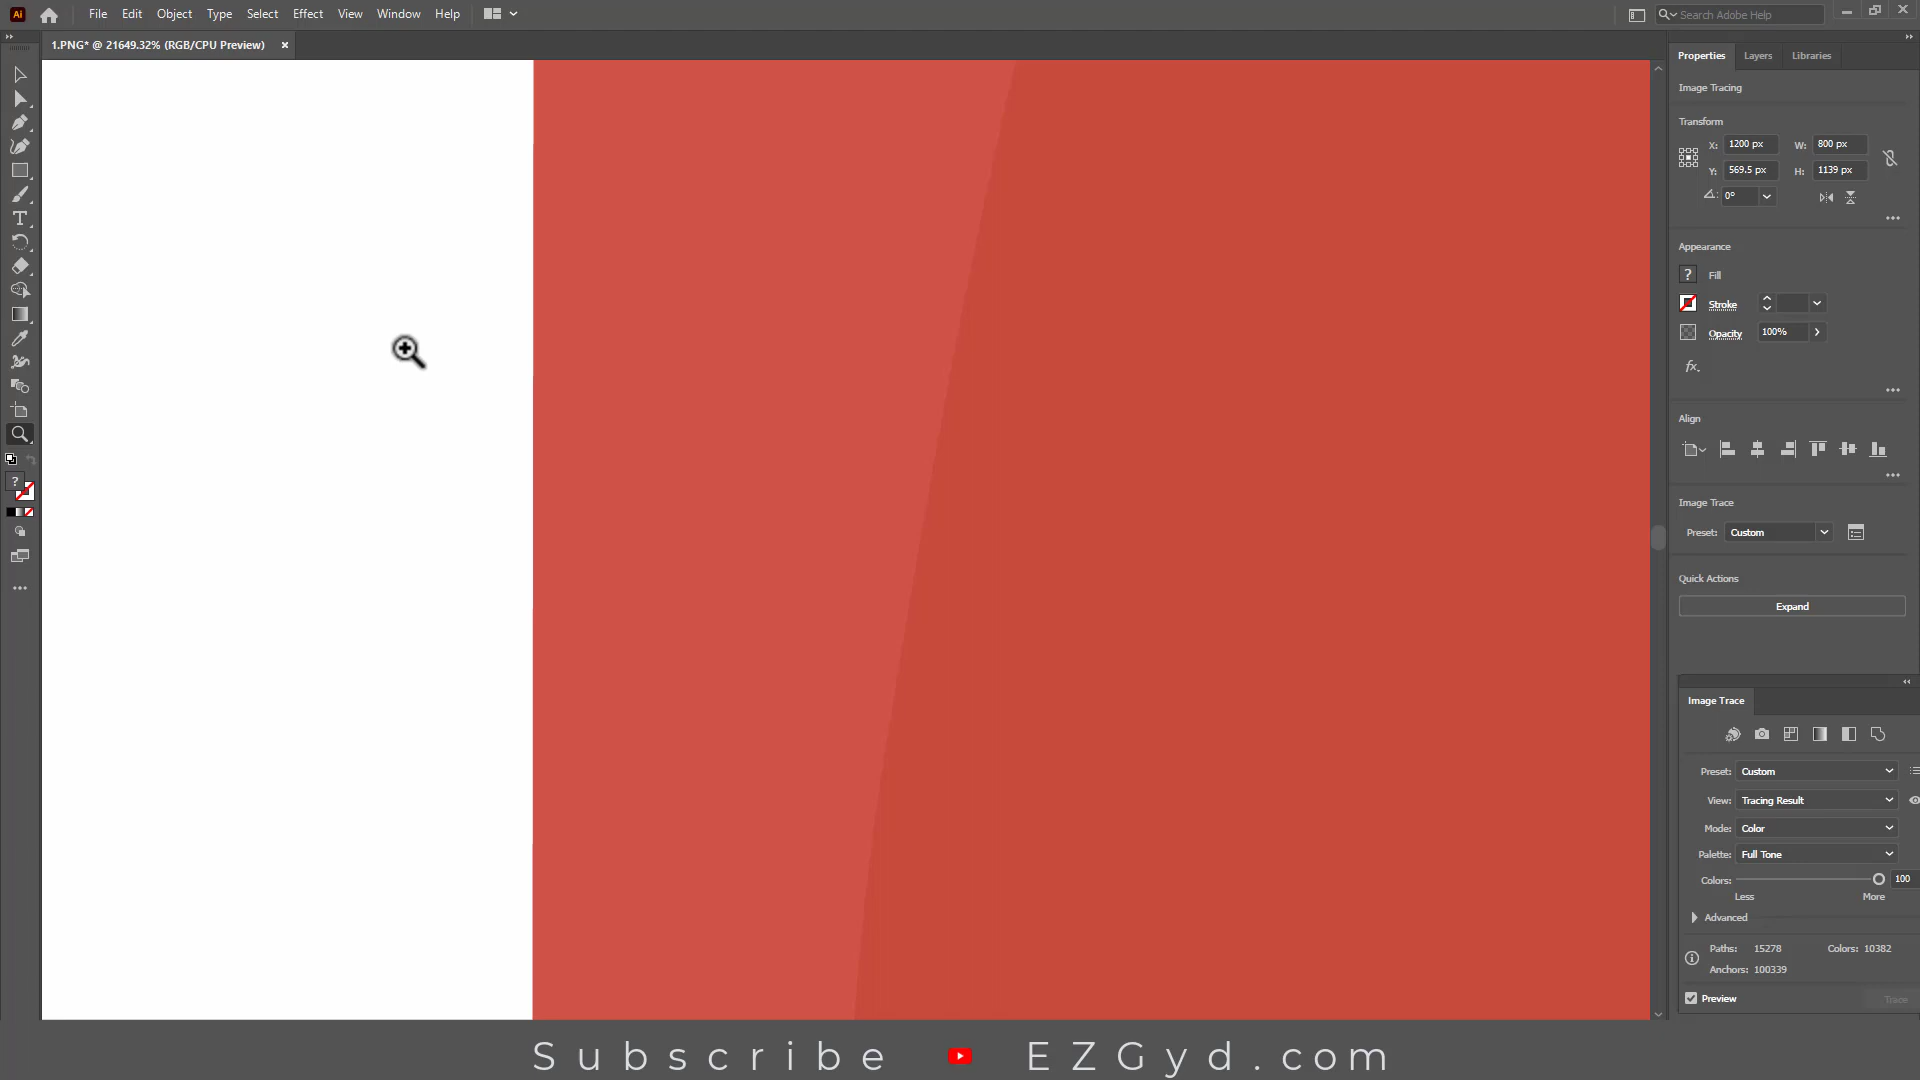 Ai File Edit Object Type Select Effect View Window Help Search Adobe Help
1.PNG* @ 21649.32% (RGB/CPU Preview) ×
Properties Layers Libraries
Image Tracing
Transform
X: 1200 px W: 800 px
Y: 569.5 px H: 1139 px
0°
Appearance
? Fill
Stroke
Opacity 100%
fx.
Align
Image Trace
Preset: Custom
Quick Actions
Expand
Image Trace
Preset: Custom
View: Tracing Result
Mode: Color
Palette: Full Tone
Colors: 100
Less More
Advanced
Paths: 15278 Colors: 10382
Anchors: 100339
Preview Trace
?
Subscribe EZGyd.com